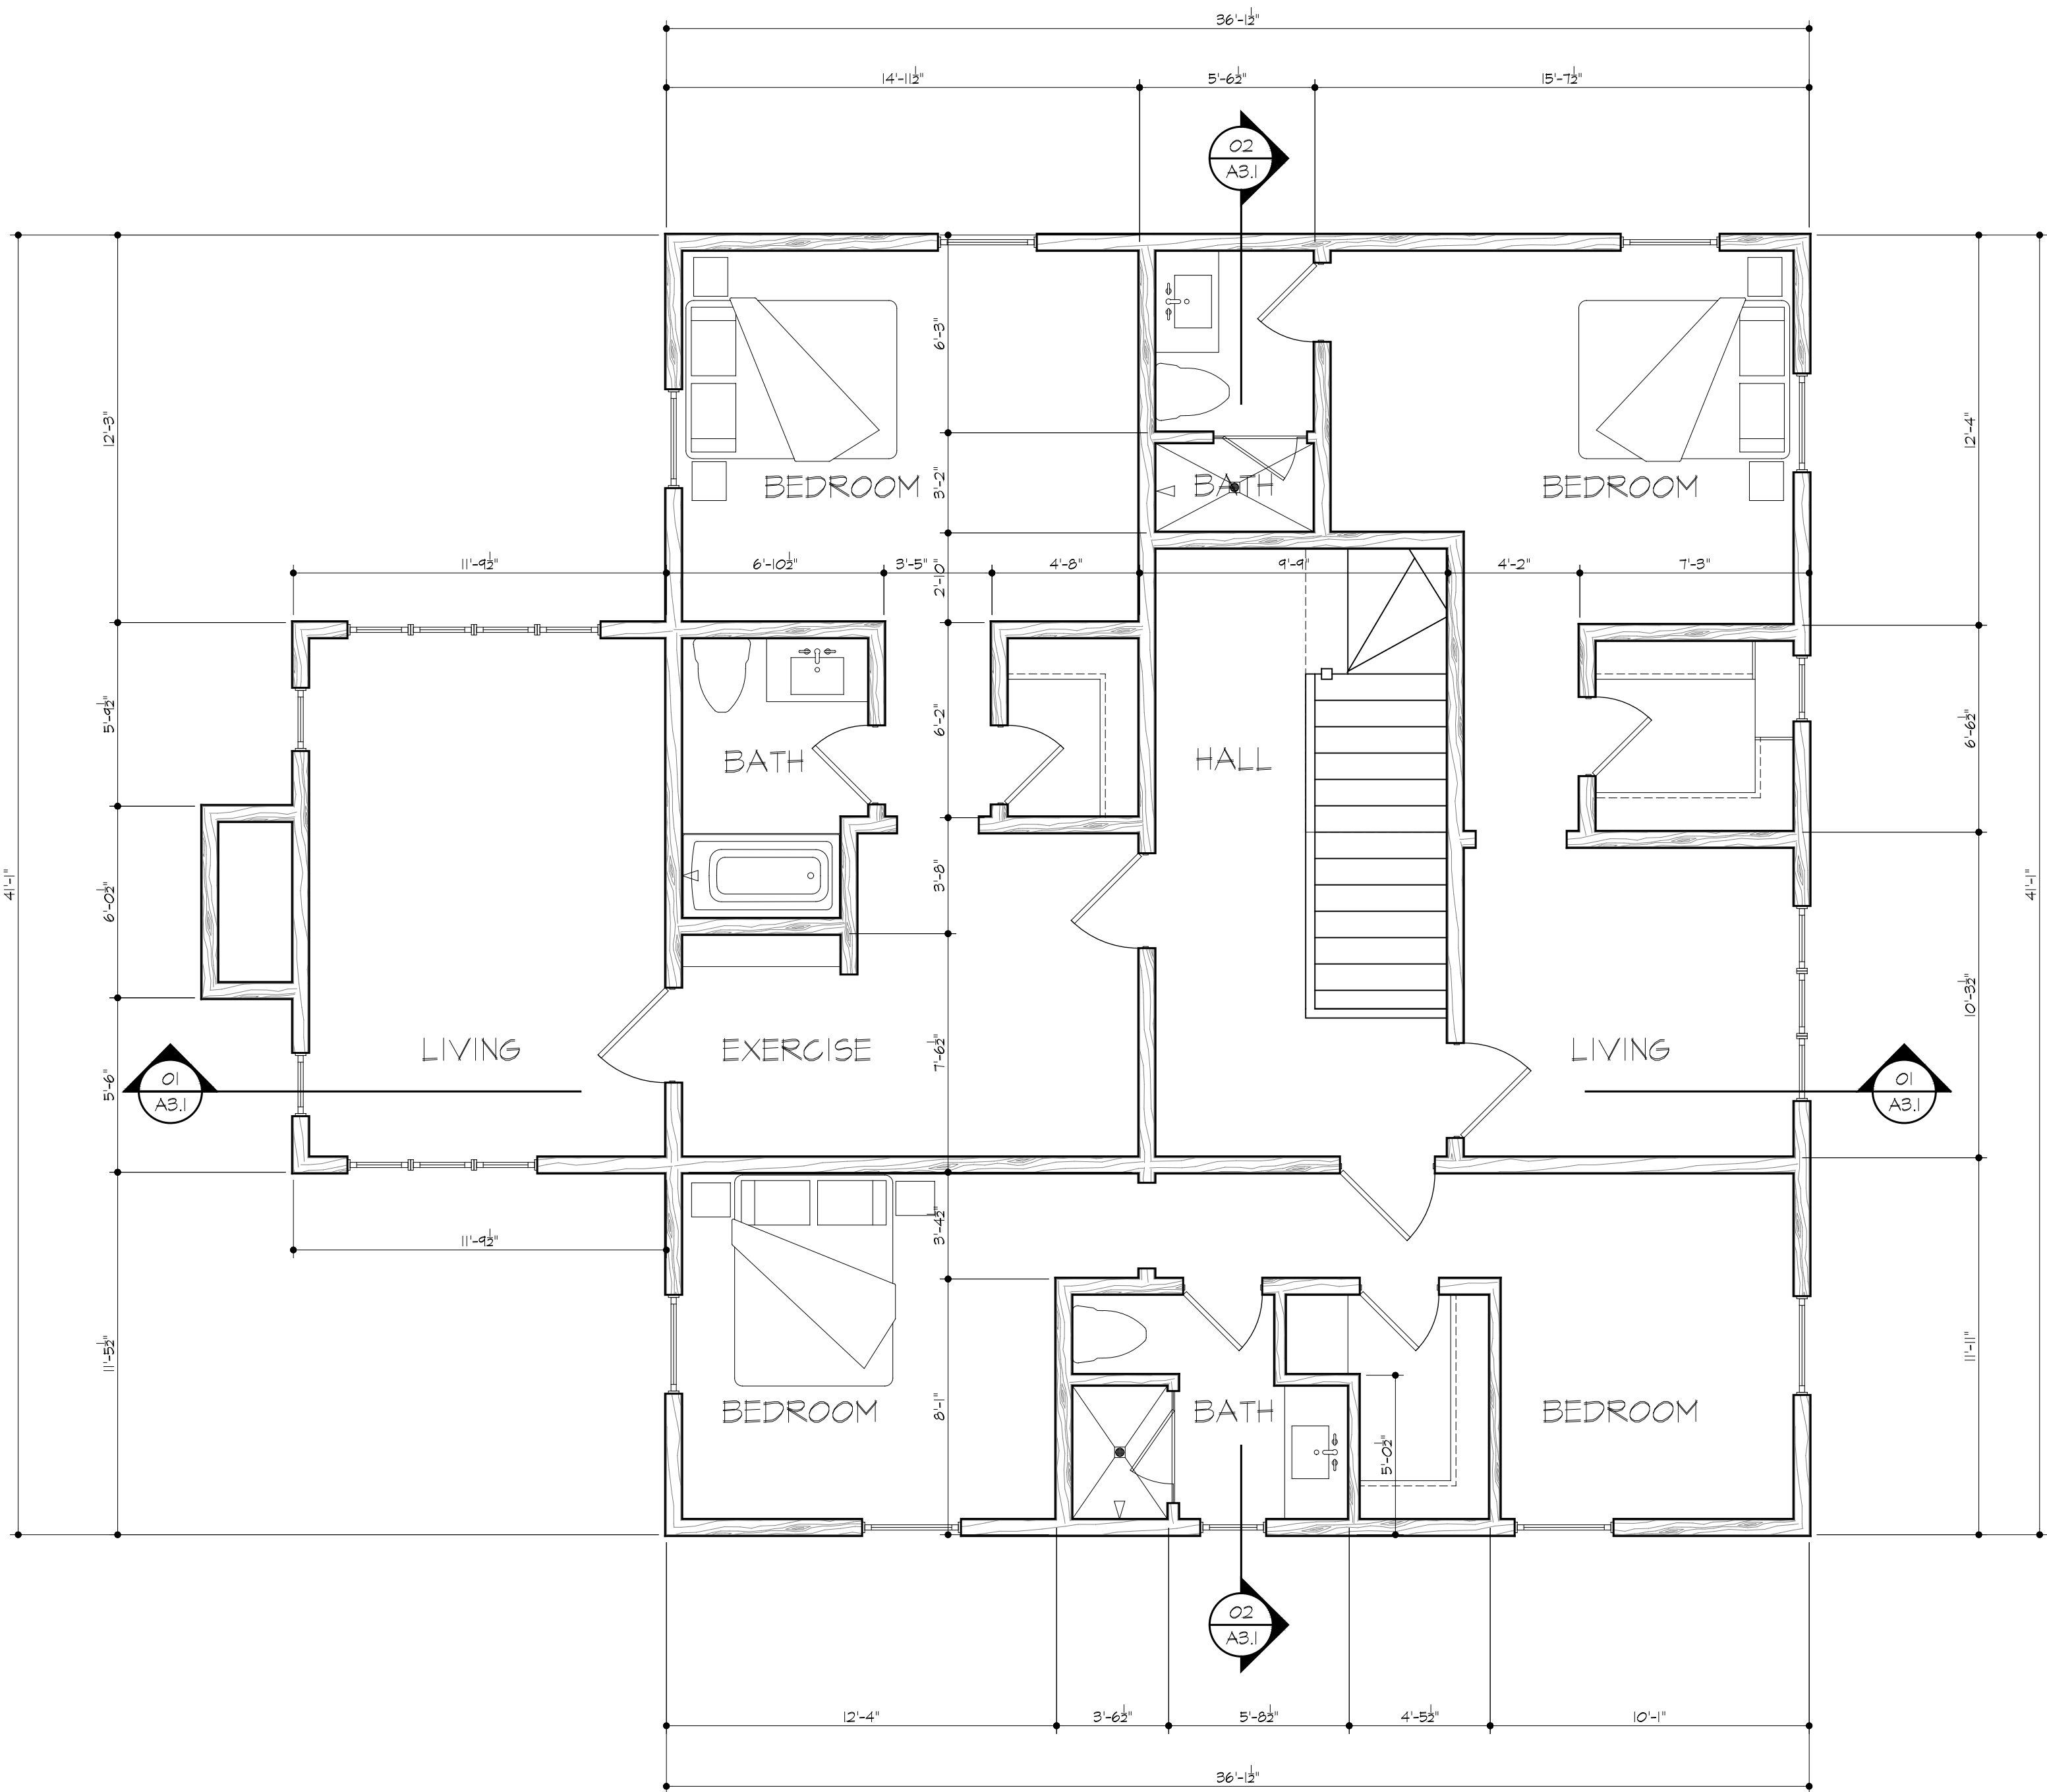 36'-1½"
14'-11½"
5'-6½"
15'-7½"
02
A3.1
6'-3"
12'-3"
12'-4"
BEDROOM
3'-2"
BATH
BEDROOM
11'-9½"
6'-10½"
3'-5"
2'-10"
4'-8"
9'-9"
4'-2"
7'-3"
5'-9½"
6'-2"
6'-6½"
BATH
HALL
41'-1"
6'-0½"
3'-8"
41'-1"
10'-3½"
LIVING
EXERCISE
7'-6½"
LIVING
01
A3.1
5'-6"
01
A3.1
3'-4½"
11'-9½"
11'-5½"
11'-11"
BEDROOM
8'-1"
BATH
5'-0½"
BEDROOM
02
A3.1
12'-4"
3'-6½"
5'-8½"
4'-5½"
10'-1"
36'-1½"